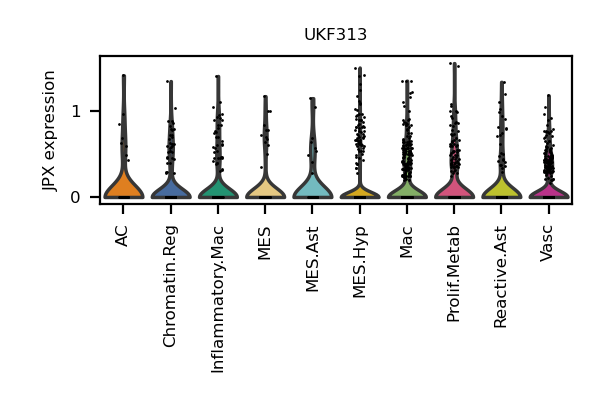 UKF313
JPX expression
1
0
AC
Chromatin.Reg
Inflammatory.Mac
MES
MES.Ast
MES.Hyp
Mac
Prolif.Metab
Reactive.Ast
Vasc